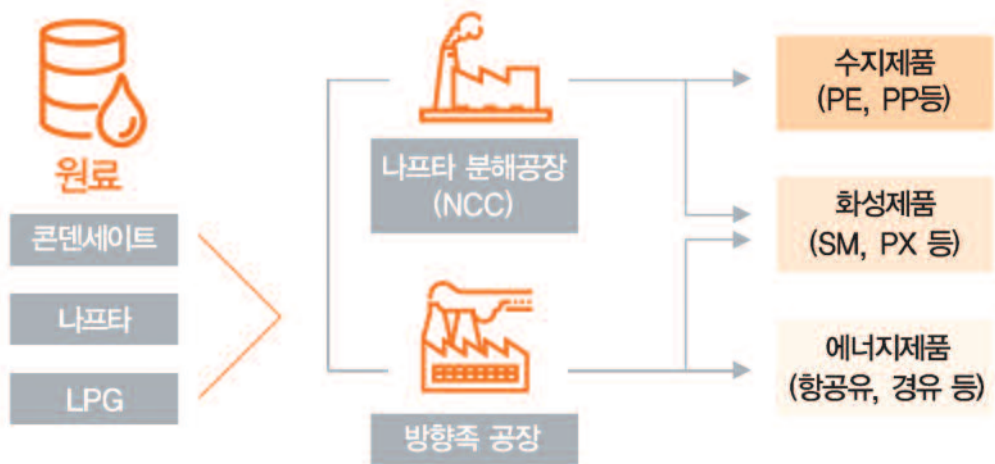 원료
콘덴세이트
나프타
LPG
나프타 분해공장
(NCC)
방향족 공장
수지제품
(PE, PP등)
화성제품
(SM, PX 등)
에너지제품
(항공유, 경유 등)